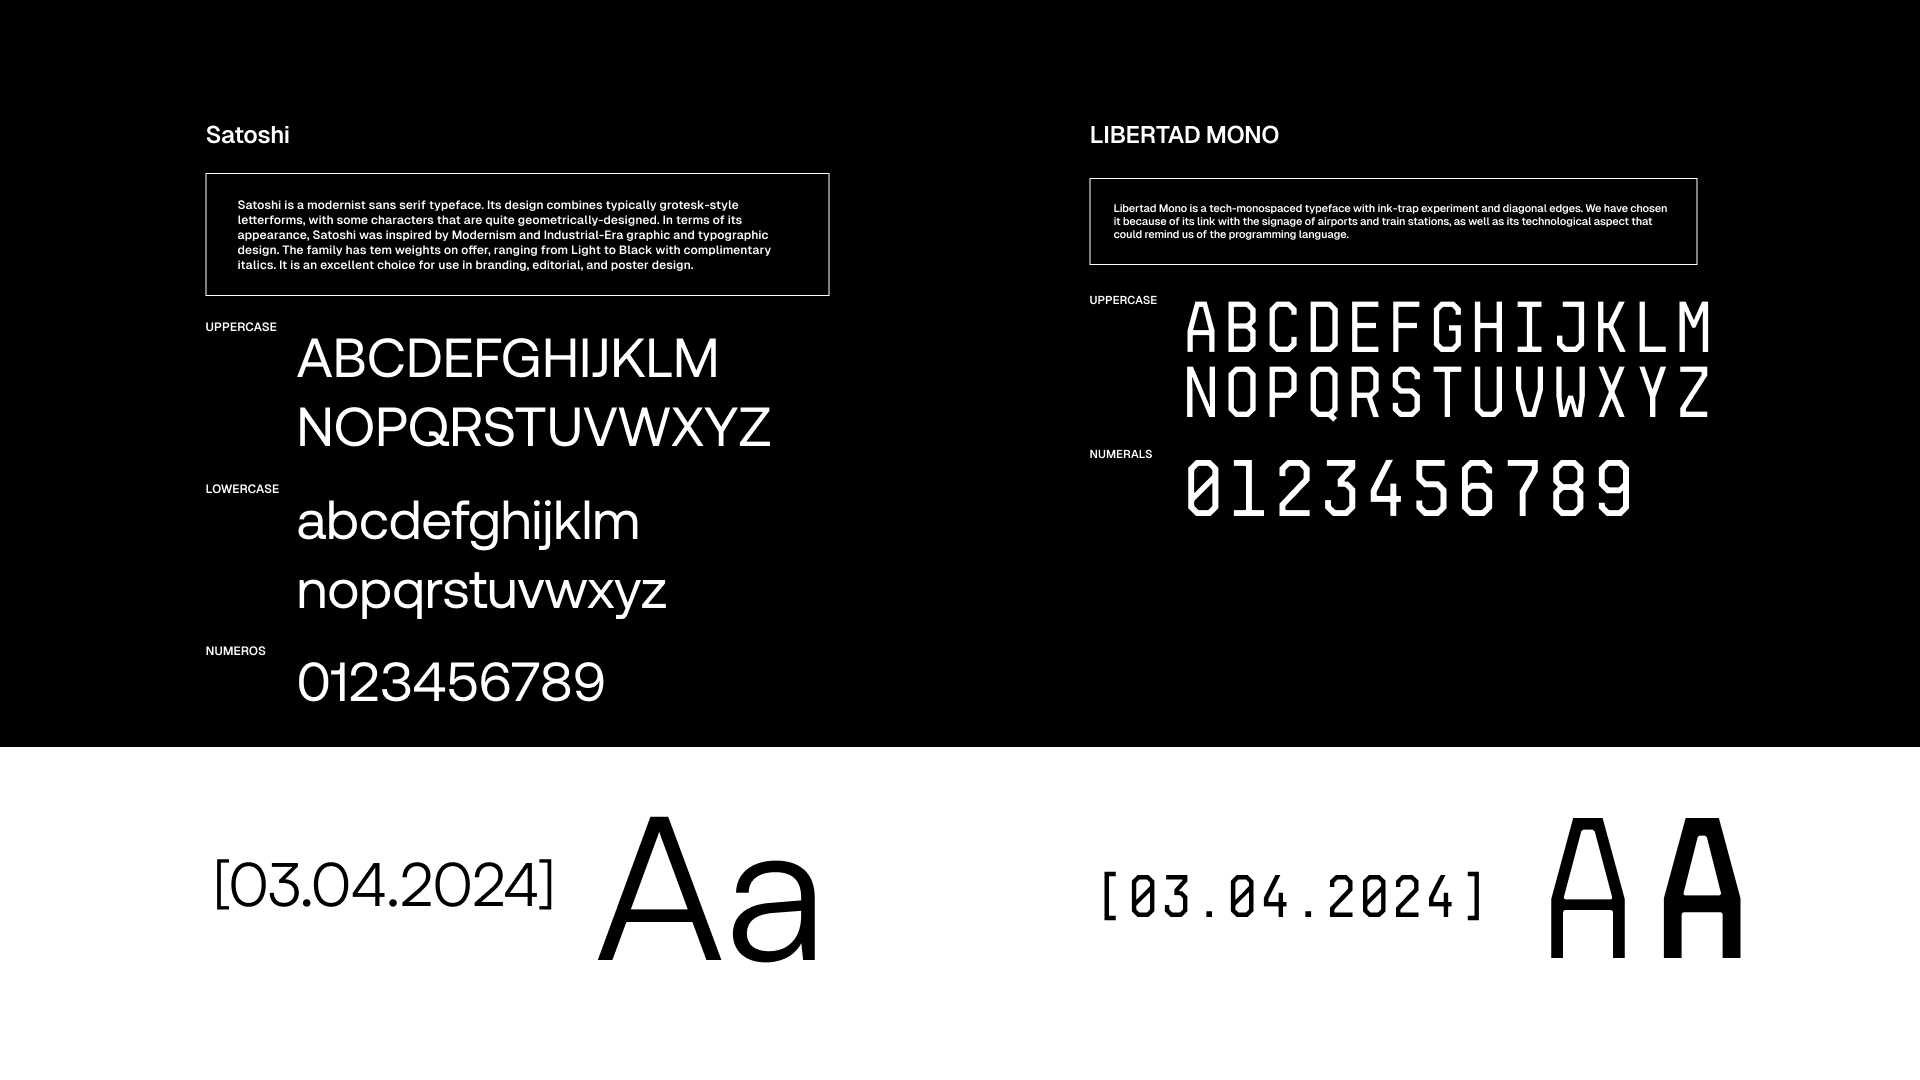 Satoshi
Satoshi is a modernist sans serif typeface. Its design combines typically grotesk-style
letterforms, with some characters that are quite geometrically-designed. In terms of its
appearance, Satoshi was inspired by Modernism and Industrial-Era graphic and typographic
design. The family has tem weights on offer, ranging from Light to Black with complimentary
italics. It is an excellent choice for use in branding, editorial, and poster design.
UPPERCASE
ABCDEFGHIJKLM
NOPQRSTUVWXYZ
LOWERCASE
abcdefghijklm
nopqrstuvwxyz
NUMEROS
0123456789
LIBERTAD MONO
Libertad Mono is a tech-monospaced typeface with ink-trap experiment and diagonal edges. We have chosen
it because of its link with the signage of airports and train stations, as well as its technological aspect that
could remind us of the programming language.
UPPERCASE
ABCDEFGHIJKLM
NOPQRSTUVWXYZ
NUMERALS
0123456789
[03.04.2024]
Aa
[03.04.2024]
AA